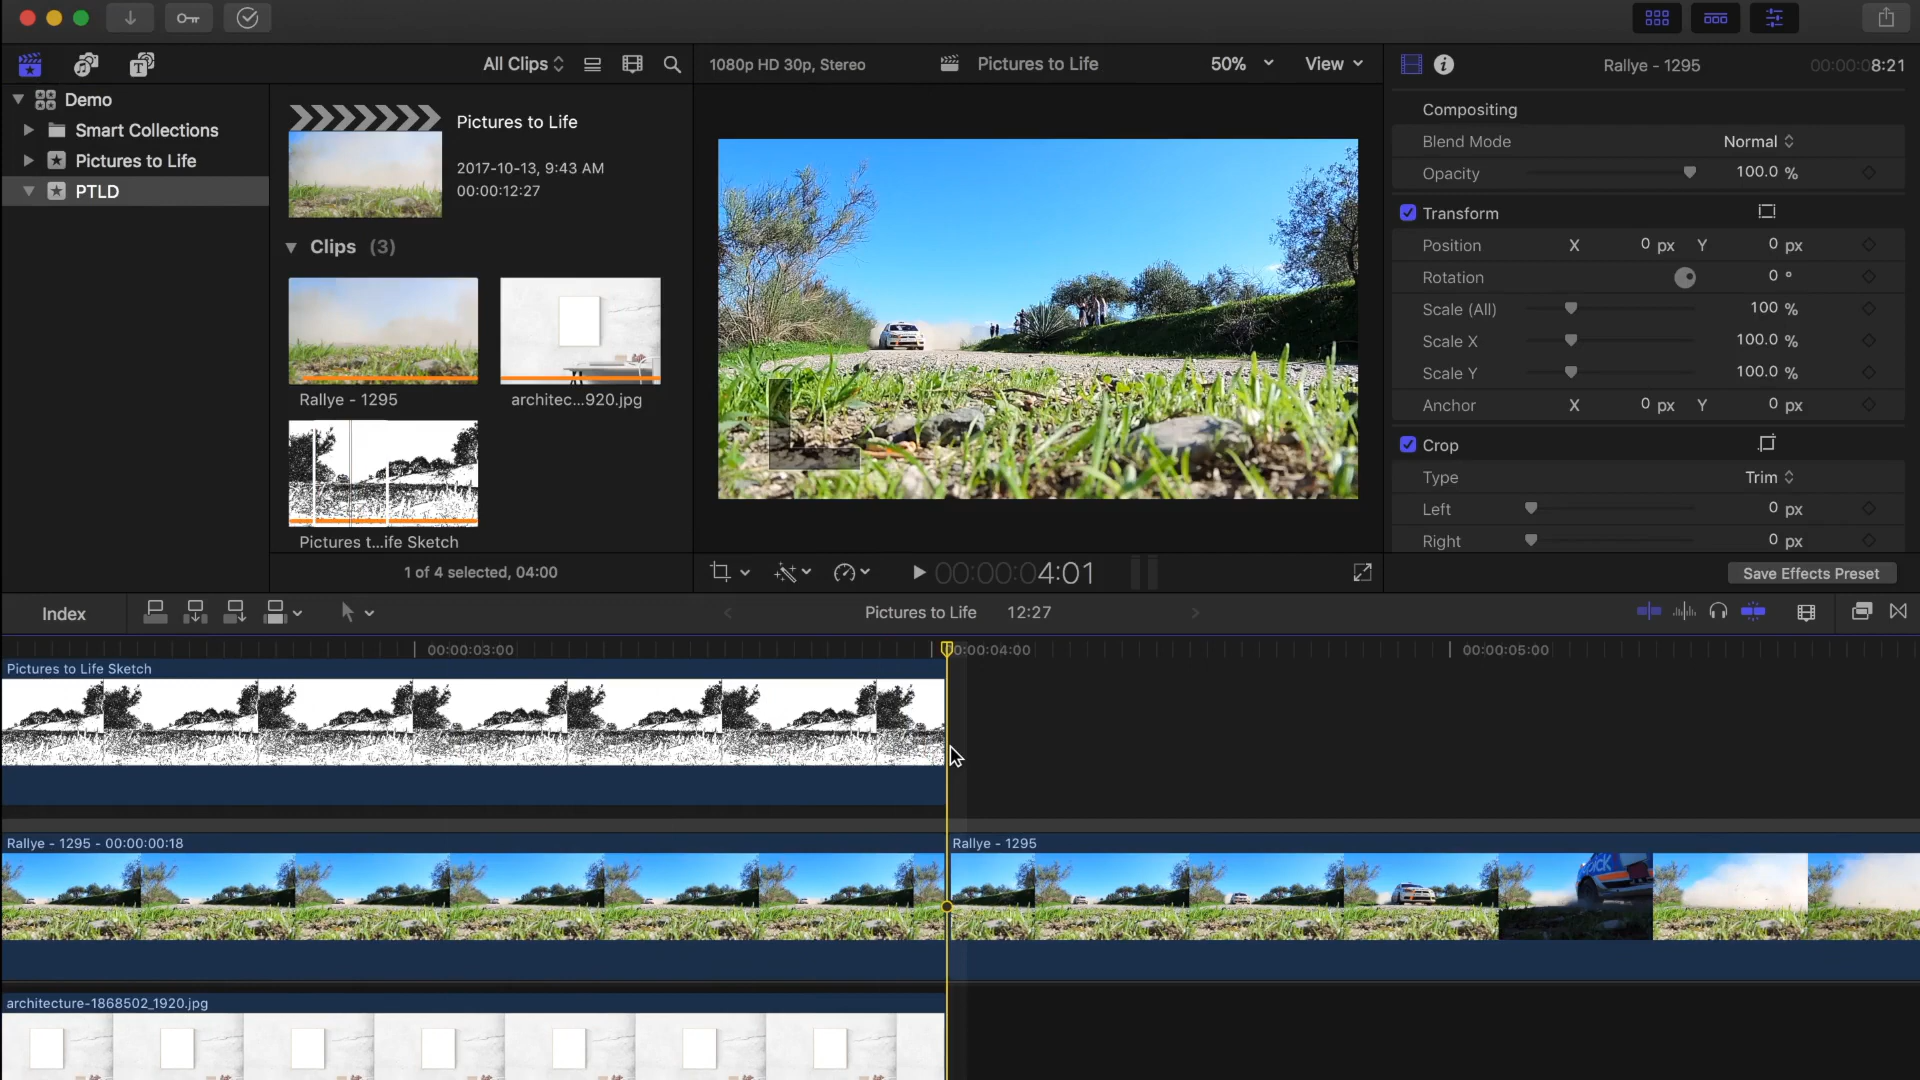 All Clips
1080p HD 30p, Stereo
Pictures to Life
50%
View
Rallye - 1295
00:00:08:21
Demo
Smart Collections
Pictures to Life
PTLD
Pictures to Life
2017-10-13, 9:43 AM
00:00:12:27
Clips (3)
Rallye - 1295
architec...920.jpg
Pictures t...ife Sketch
1 of 4 selected, 04:00
00:00:04:01
Compositing
Blend Mode Normal
Opacity 100.0 %
Transform
Position X 0 px Y 0 px
Rotation 0 °
Scale (All) 100 %
Scale X 100.0 %
Scale Y 100.0 %
Anchor X 0 px Y 0 px
Crop
Type Trim
Left 0 px
Right 0 px
Save Effects Preset
Index
Pictures to Life 12:27
00:00:03:00
00:00:04:00
00:00:05:00
Pictures to Life Sketch
Rallye - 1295 - 00:00:00:18
Rallye - 1295
architecture-1868502_1920.jpg